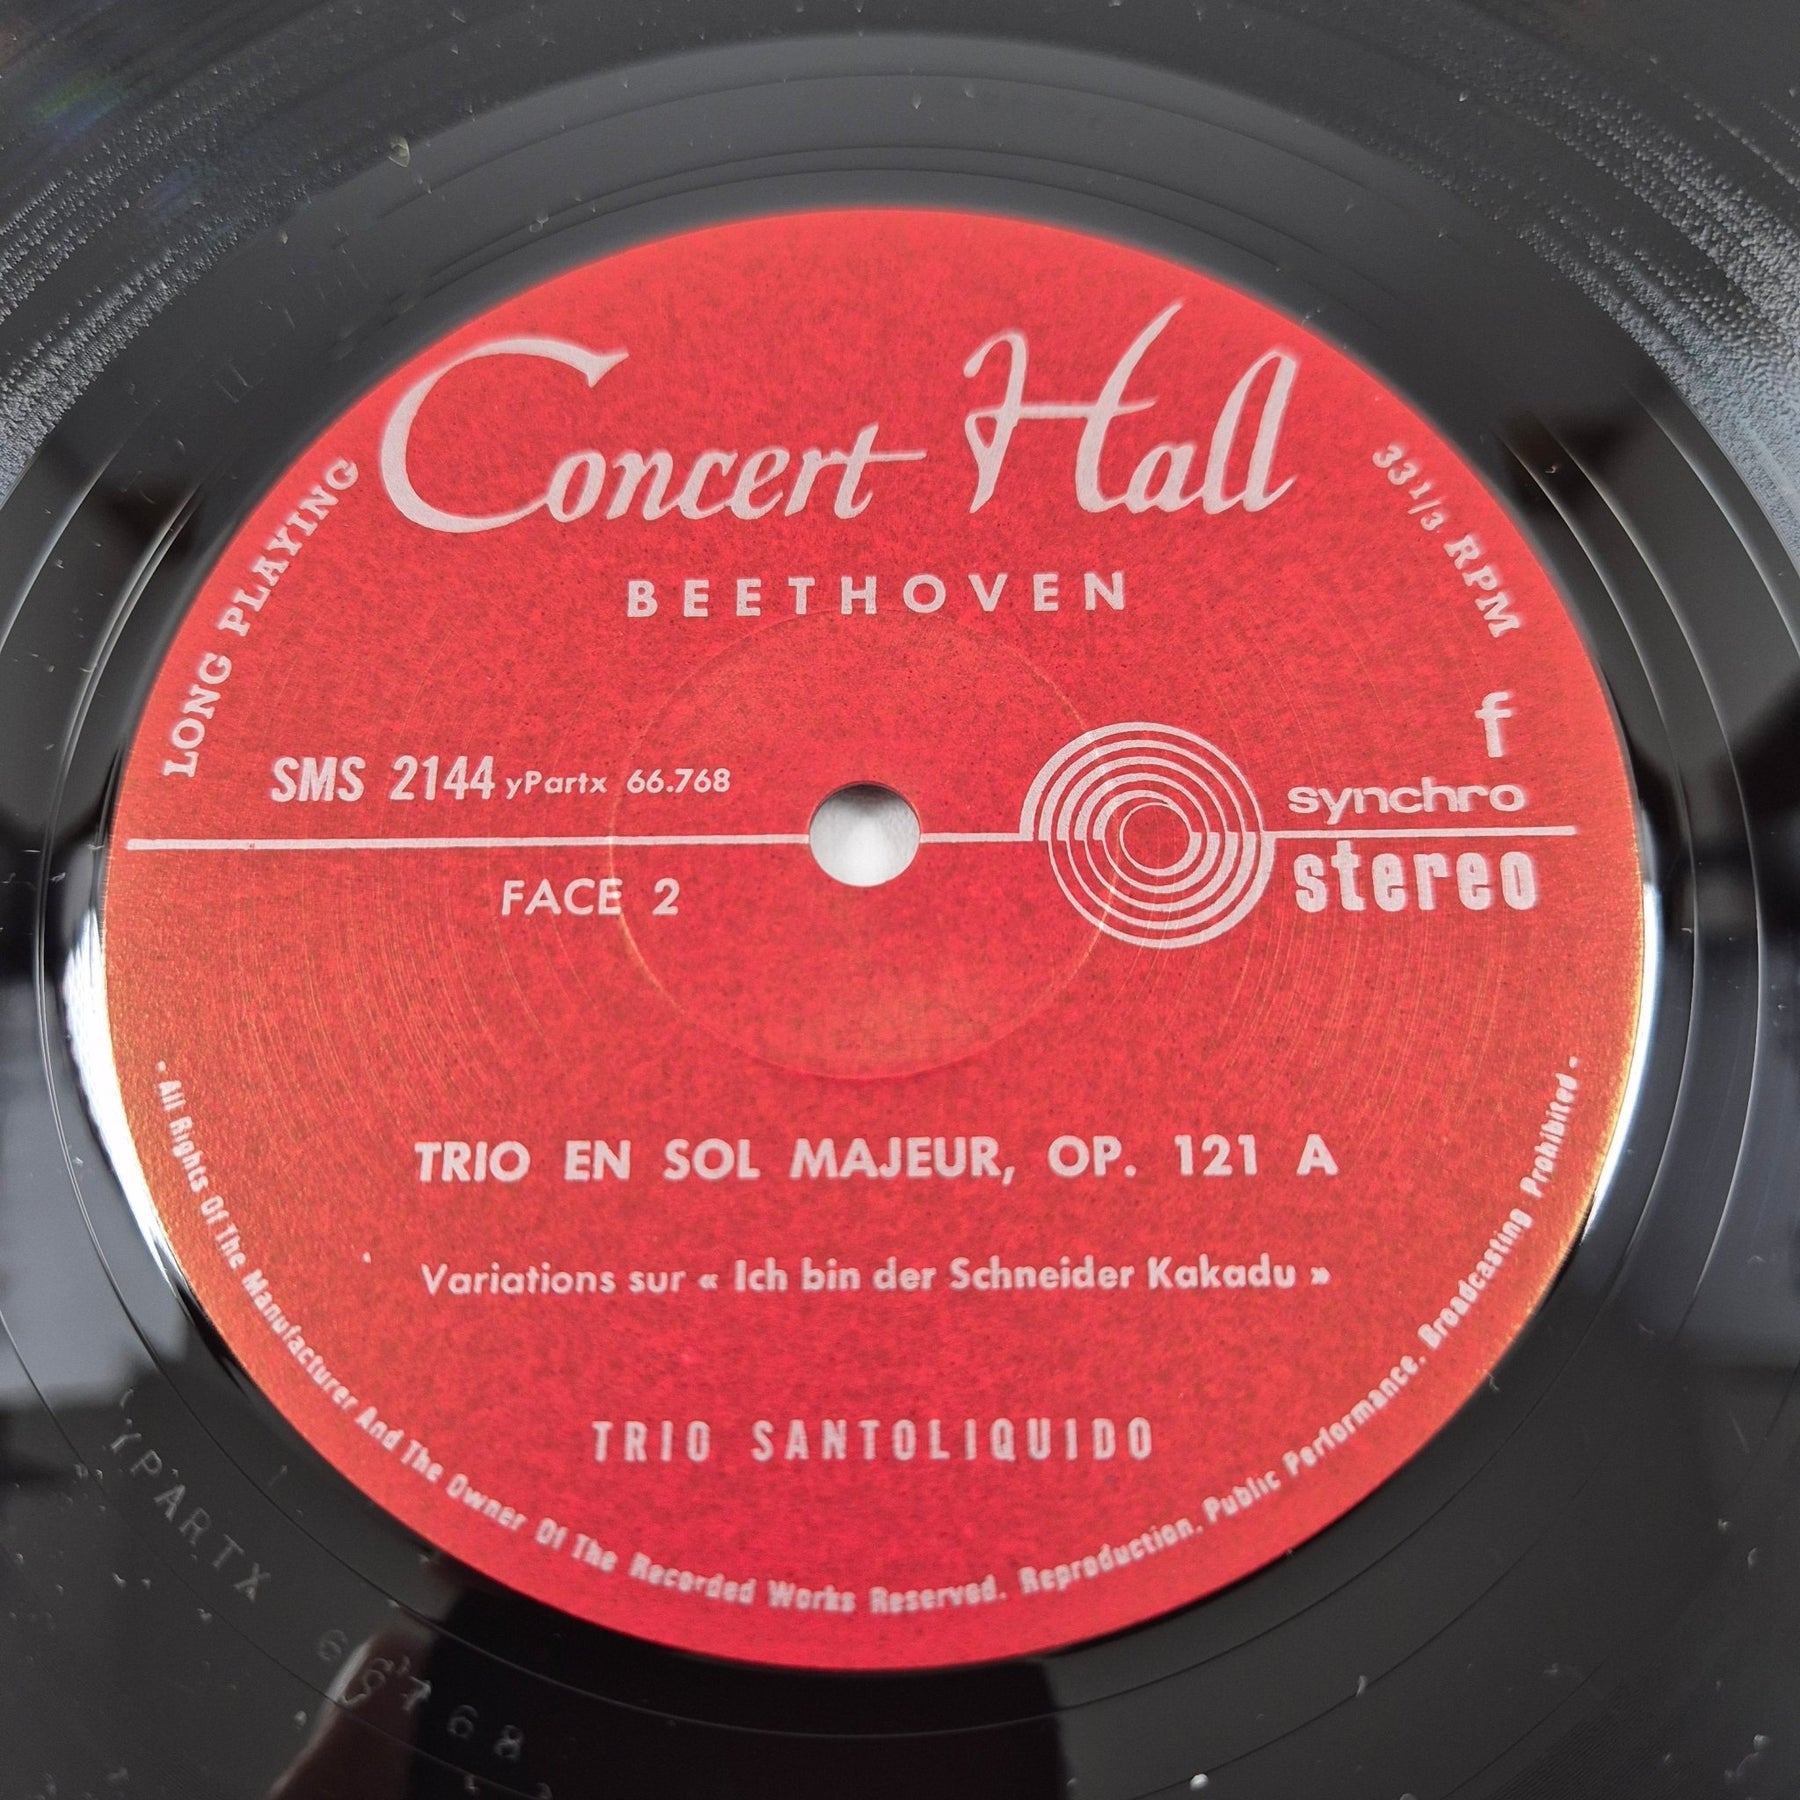 Concert Hall
LONG PLAYING
33 1/3 RPM
BEETHOVEN
f
SMS 2144 yPartx 66.768
synchro
stereo
FACE 2
TRIO EN SOL MAJEUR, OP. 121 A
Variations sur « Ich bin der Schneider Kakadu »
TRIO SANTOLIQUIDO
- All Rights Of The Manufacturer And The Owner Of The Recorded Works Reserved. Reproduction. Public Performance. Broadcasting Prohibited -
YPARTX 66768